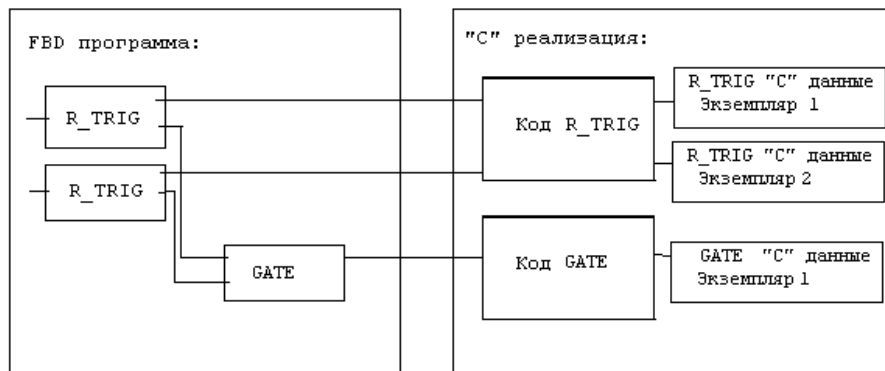 FBD программа:
R_TRIG
R_TRIG
GATE
"С" реализация:
Код R_TRIG
R_TRIG "С" данные
Экземпляр 1
R_TRIG "С" данные
Экземпляр 2
Код GATE
GATE "С" данные
Экземпляр 1